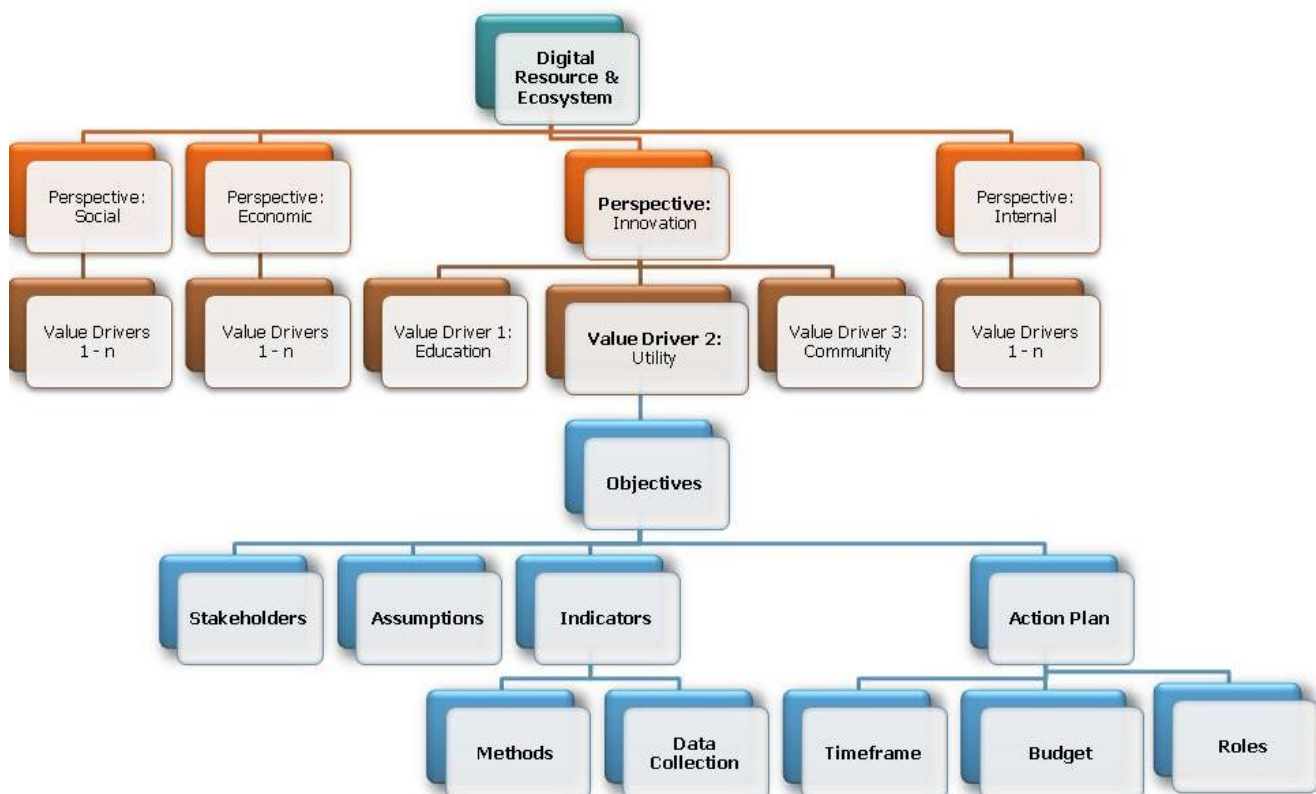 Digital
Resource &
Ecosystem
Perspective:
Social
Perspective:
Economic
Perspective:
Innovation
Perspective:
Internal
Value Drivers
1 - n
Value Drivers
1 - n
Value Driver 1:
Education
Value Driver 2:
Utility
Value Driver 3:
Community
Value Drivers
1 - n
Objectives
Stakeholders
Assumptions
Indicators
Action Plan
Methods
Data
Collection
Timeframe
Budget
Roles